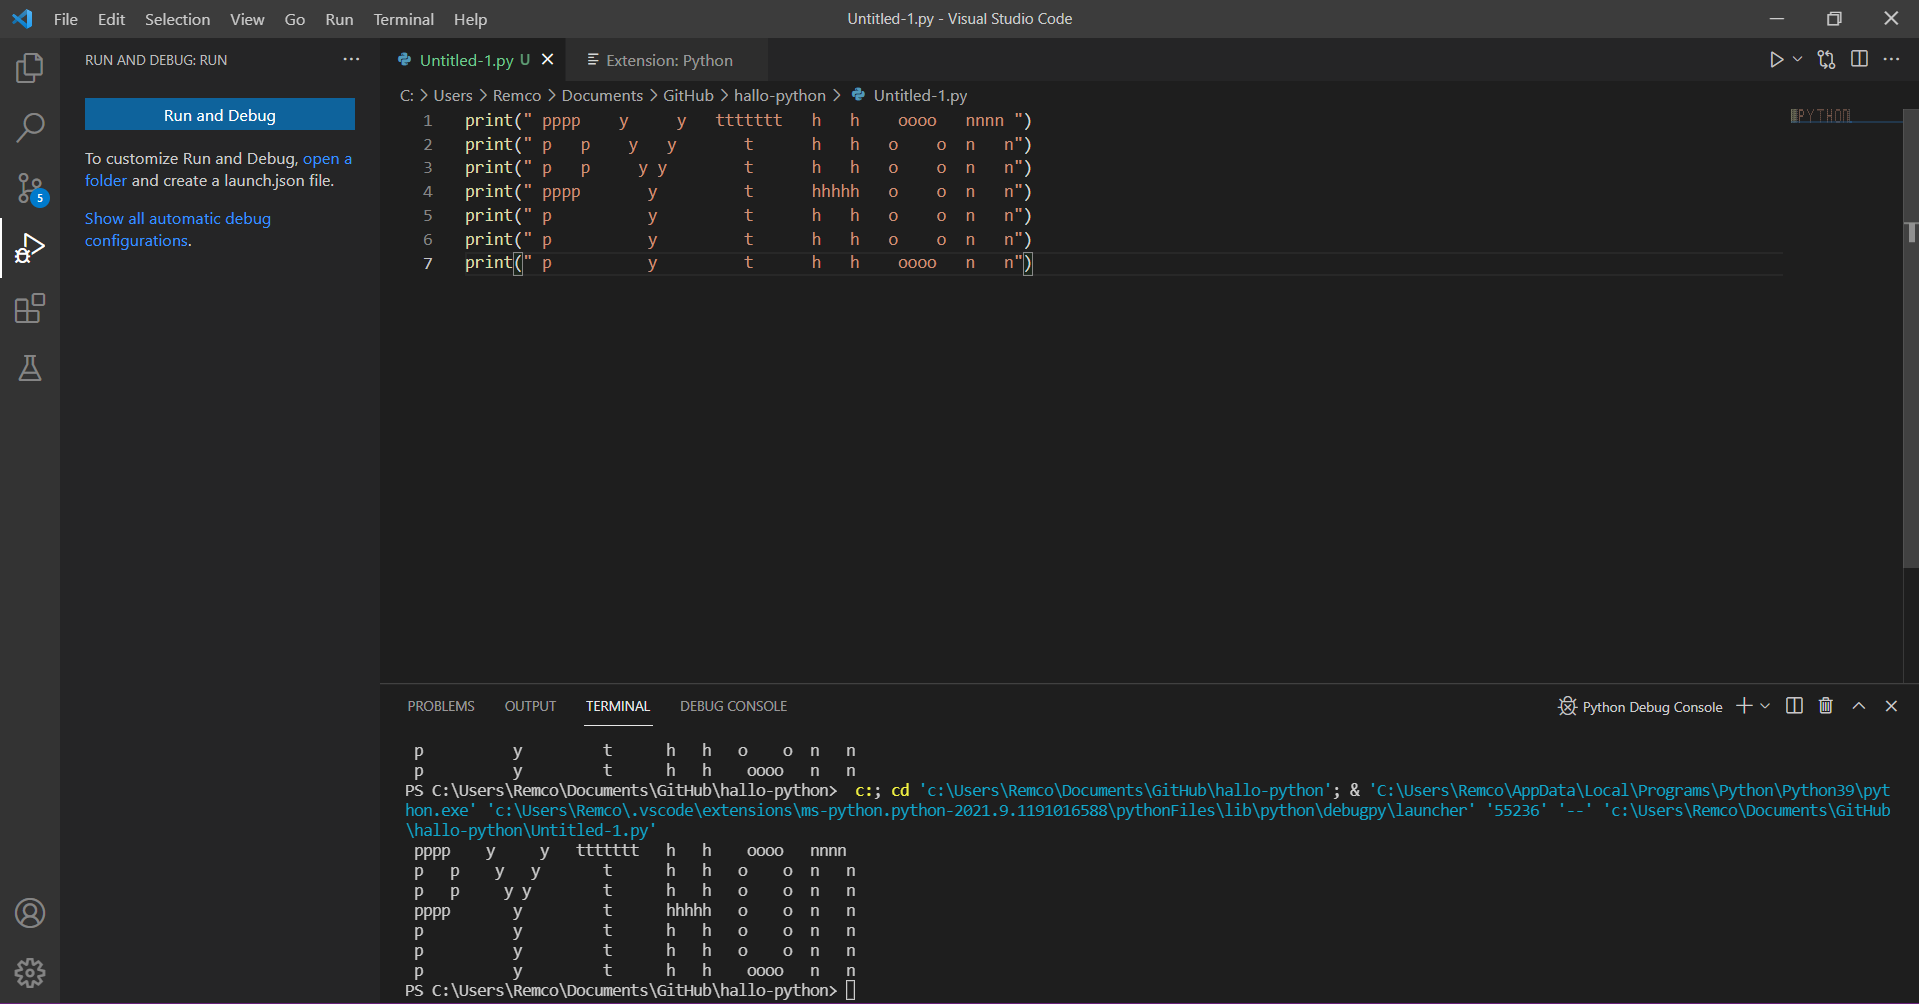 File Edit Selection View Go Run Terminal Help Untitled-1.py - Visual Studio Code
RUN AND DEBUG: RUN ···
Untitled-1.py U Extension: Python
C: > Users > Remco > Documents > GitHub > hallo-python > Untitled-1.py
Run and Debug
To customize Run and Debug, open a
folder and create a launch.json file.
Show all automatic debug
configurations.
5
1 print(" pppp    y     y   ttttttt   h   h    oooo   nnnn ")
2 print(" p   p    y   y       t      h   h   o    o  n   n")
3 print(" p   p     y y        t      h   h   o    o  n   n")
4 print(" pppp       y         t      hhhhh   o    o  n   n")
5 print(" p          y         t      h   h   o    o  n   n")
6 print(" p          y         t      h   h   o    o  n   n")
7 print(" p          y         t      h   h    oooo   n   n")
PYTHON
PROBLEMS OUTPUT TERMINAL DEBUG CONSOLE Python Debug Console
 p          y         t      h   h   o    o  n   n
 p          y         t      h   h    oooo   n   n
PS C:\Users\Remco\Documents\GitHub\hallo-python>  c:; cd 'c:\Users\Remco\Documents\GitHub\hallo-python'; & 'C:\Users\Remco\AppData\Local\Programs\Python\Python39\pyt
hon.exe' 'c:\Users\Remco\.vscode\extensions\ms-python.python-2021.9.1191016588\pythonFiles\lib\python\debugpy\launcher' '55236' '--' 'c:\Users\Remco\Documents\GitHub
\hallo-python\Untitled-1.py'
 pppp    y     y   ttttttt   h   h    oooo   nnnn
 p   p    y   y       t      h   h   o    o  n   n
 p   p     y y        t      h   h   o    o  n   n
 pppp       y         t      hhhhh   o    o  n   n
 p          y         t      h   h   o    o  n   n
 p          y         t      h   h   o    o  n   n
 p          y         t      h   h    oooo   n   n
PS C:\Users\Remco\Documents\GitHub\hallo-python>